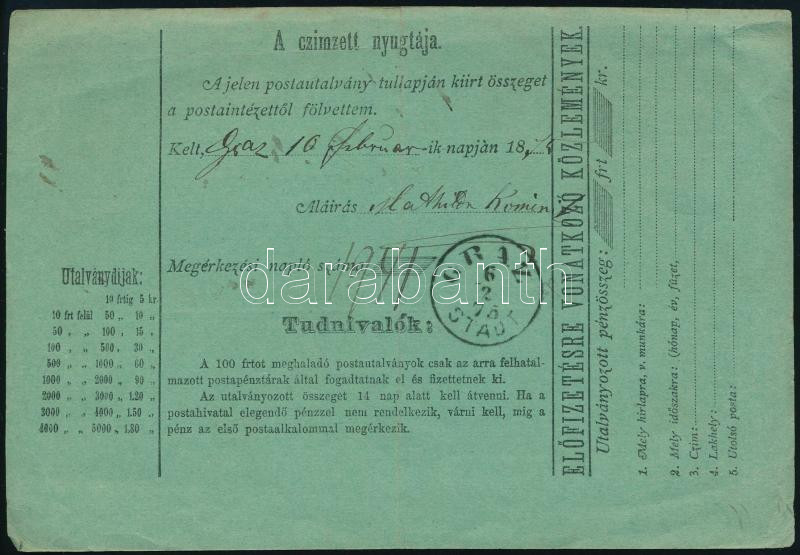 A czimzett nyugtája.
A jelen postautalvány tullapján kiirt összeget
a postaintézettől fölvettem.
Kelt, Graz 16 Februar -ik napján 1875
Aláirás Mathilde
Megérkezési napló száma
GRAZ
2
75
STADT
darabanth
Tudnivalók:
A 100 frtot meghaladó postautalványok csak az arra felhatal-
mazott postapénztárak által fogadtatnak el és fizettetnek ki.
Az utalványozott összeget 14 nap alatt kell átvenni. Ha a
postahivatal elegendő pénzzel nem rendelkezik, várni kell, mig a
pénz az első postaalkalommal megérkezik.
Utalványdijak:
10 frtig 5 kr
10 frt felül 50 „ 10 „
50 „ „ 100 „ 15 „
100 „ „ 500 „ 30 „
500 „ „ 1000 „ 60 „
1000 „ „ 2000 „ 90 „
2000 „ „ 3000 „ 1.20 „
3000 „ „ 4000 „ 1.50 „
4000 „ „ 5000 „ 1.80 „
ELŐFIZETÉSRE VONATKOZÓ KÖZLEMÉNYEK.
Utalványozott pénzösszeg: frt kr.
1. Mely hirlapra, v. munkára:
2. Mely időszakra: (hónap, év, füzet,
3. Czim:
4. Lakhely:
5. Utolsó posta: